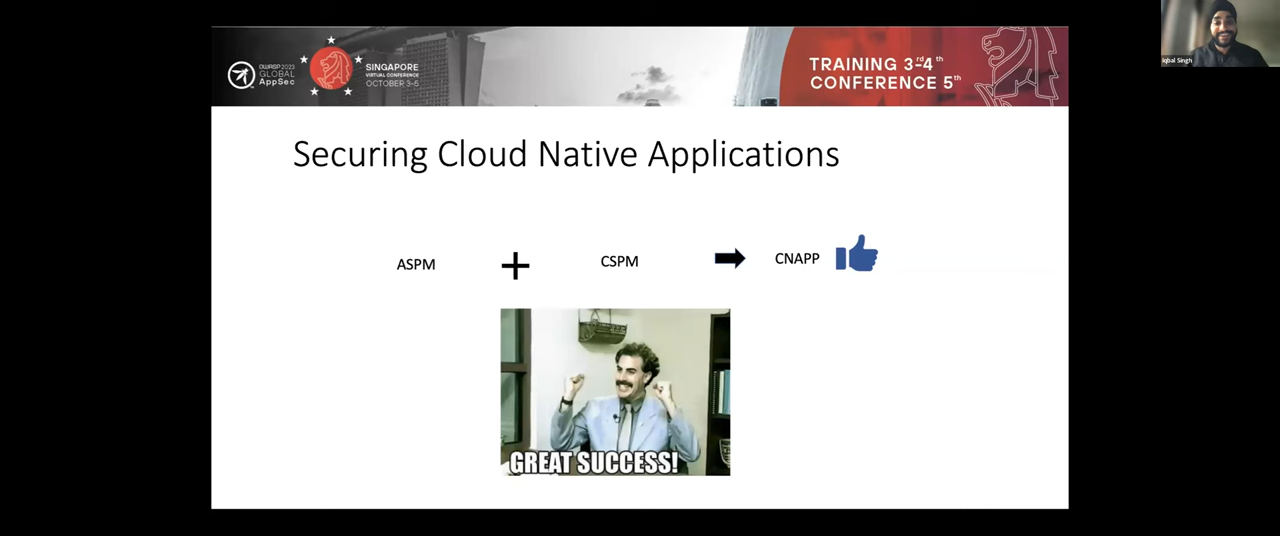 OWASP 2023
GLOBAL
AppSec
SINGAPORE
VIRTUAL CONFERENCE
OCTOBER 3-5
TRAINING 3rd-4th
CONFERENCE 5th
Iqbal Singh
Securing Cloud Native Applications
ASPM + CSPM CNAPP
GREAT SUCCESS!